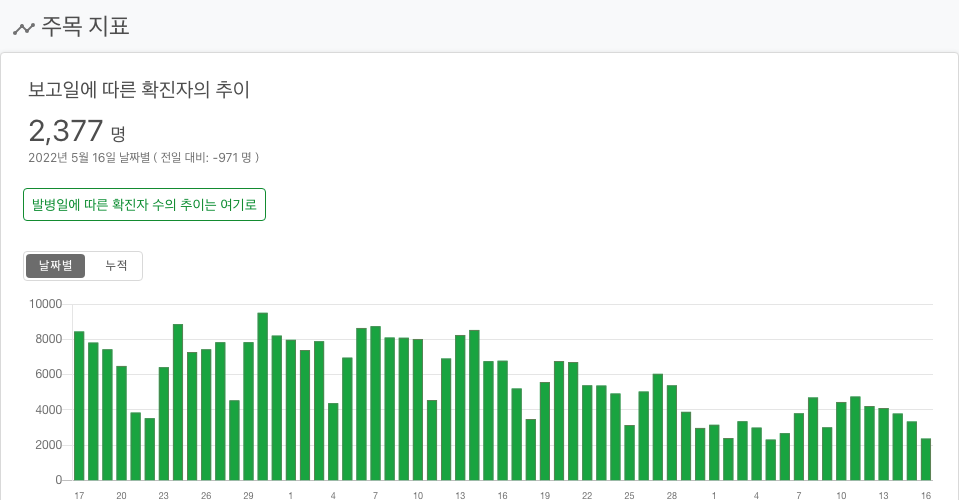 주목 지표
보고일에 따른 확진자의 추이
2,377 명
2022년 5월 16일 날짜별 ( 전일 대비: -971 명 )
발병일에 따른 확진자 수의 추이는 여기로
날짜별 누적
10000
8000
6000
4000
2000
0
17 20 23 26 29 1 4 7 10 13 16 19 22 25 28 1 4 7 10 13 16